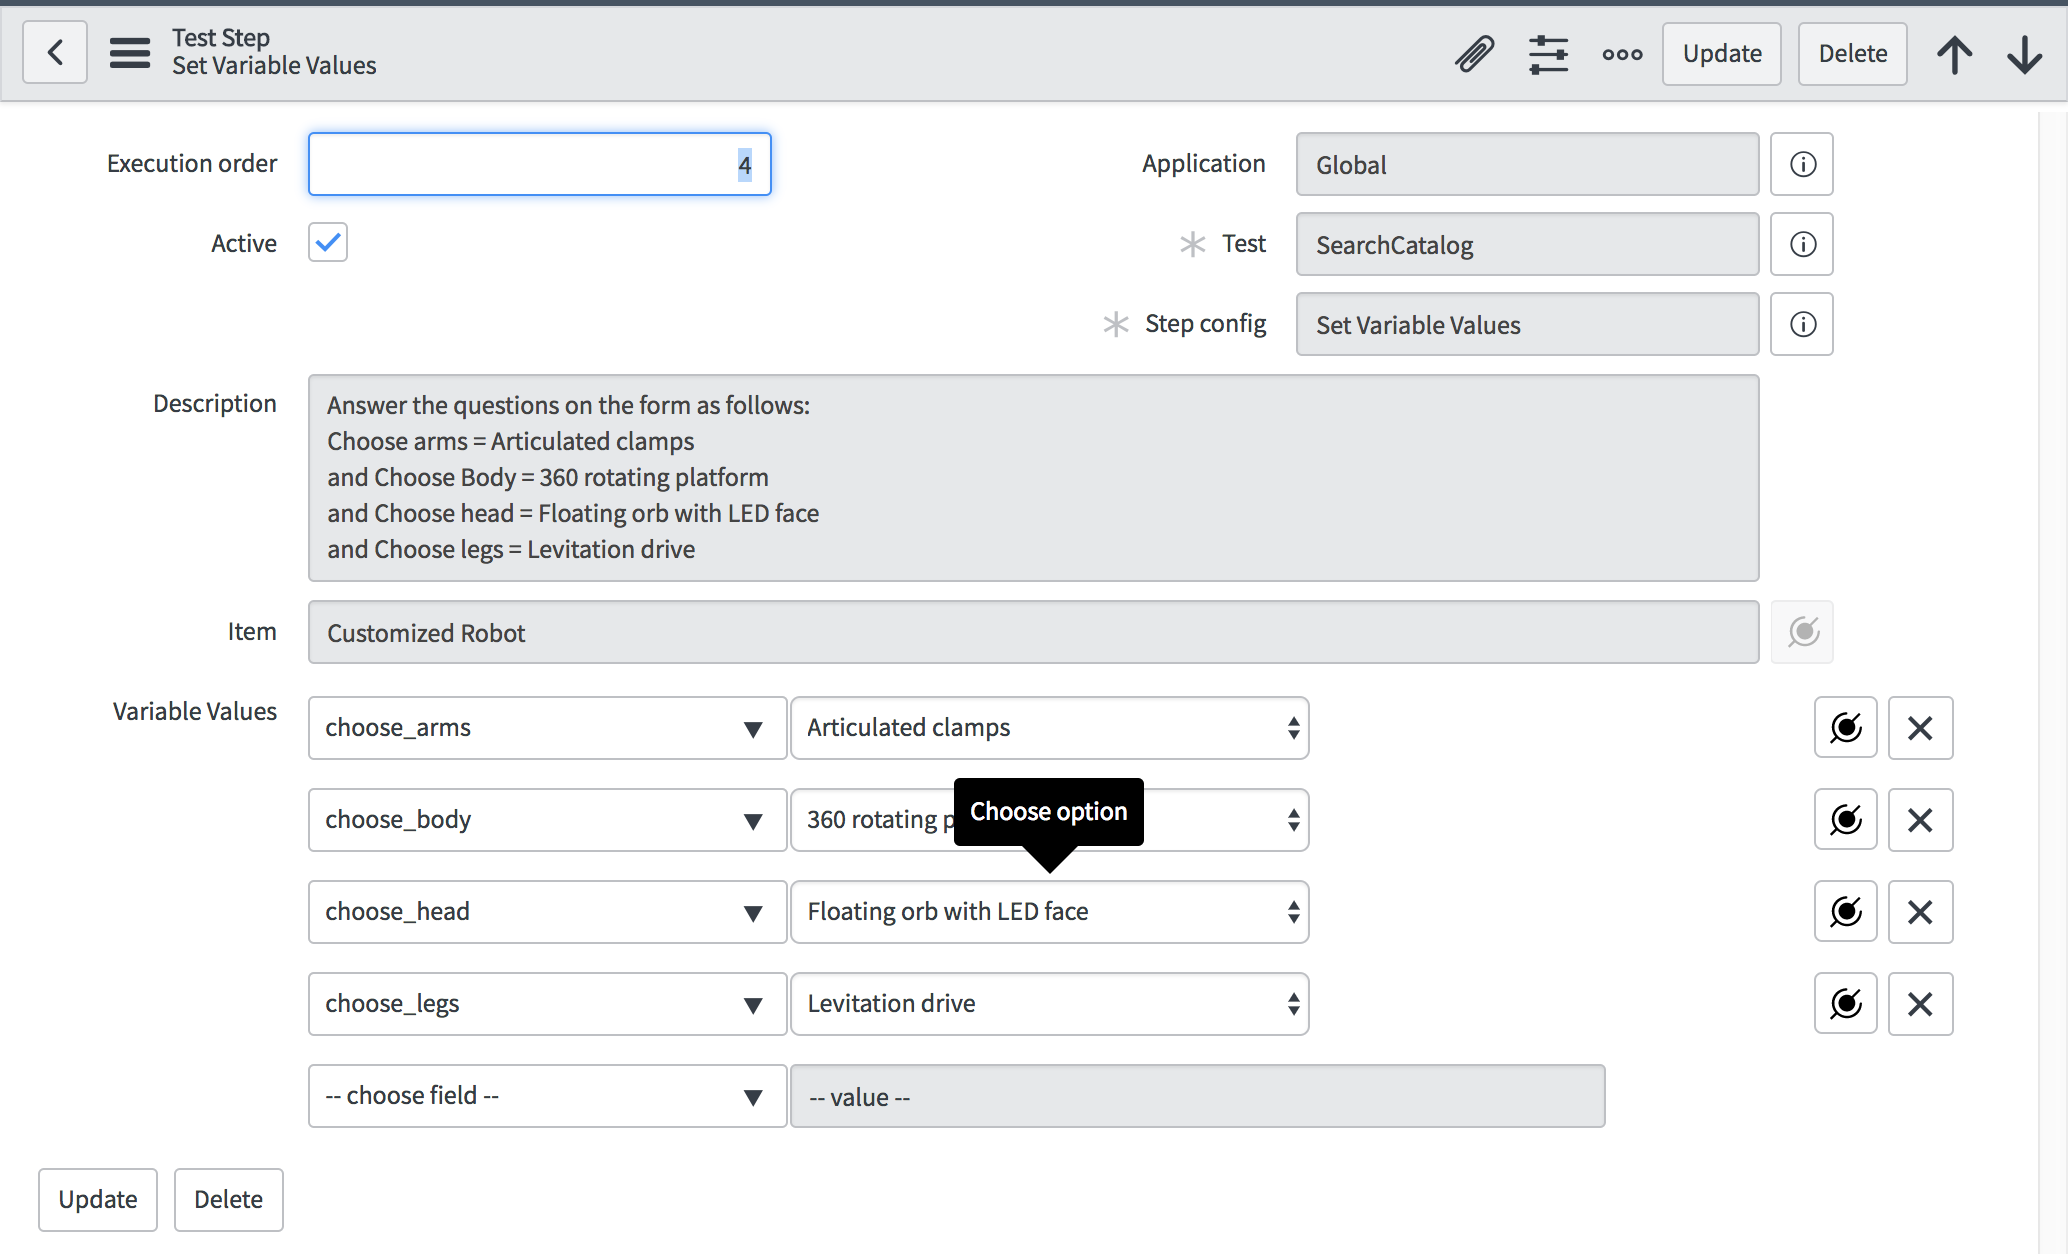 Test Step
Set Variable Values
Update
Delete
Execution order
4
Application
Global
Active
Test
SearchCatalog
Step config
Set Variable Values
Description
Answer the questions on the form as follows:
Choose arms = Articulated clamps
and Choose Body = 360 rotating platform
and Choose head = Floating orb with LED face
and Choose legs = Levitation drive
Item
Customized Robot
Variable Values
choose_arms
Articulated clamps
choose_body
360 rotating p
Choose option
choose_head
Floating orb with LED face
choose_legs
Levitation drive
-- choose field --
-- value --
Update
Delete